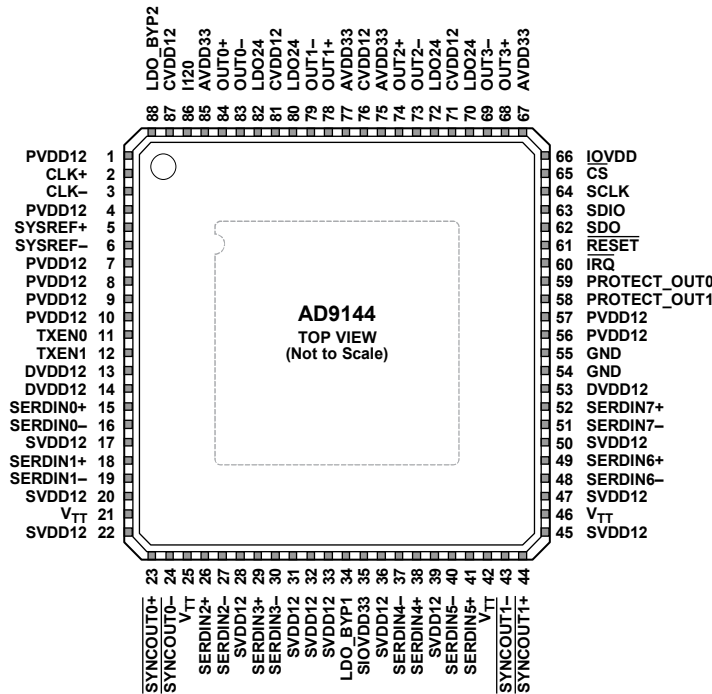 88 LDO_BYP2
87 CVDD12
86 I120
85 AVDD33
84 OUT0+
83 OUT0–
82 LDO24
81 CVDD12
80 LDO24
79 OUT1–
78 OUT1+
77 AVDD33
76 CVDD12
75 AVDD33
74 OUT2+
73 OUT2–
72 LDO24
71 CVDD12
70 LDO24
69 OUT3–
68 OUT3+
67 AVDD33
PVDD12 1
CLK+ 2
CLK– 3
PVDD12 4
SYSREF+ 5
SYSREF– 6
PVDD12 7
PVDD12 8
PVDD12 9
PVDD12 10
TXEN0 11
TXEN1 12
DVDD12 13
DVDD12 14
SERDIN0+ 15
SERDIN0– 16
SVDD12 17
SERDIN1+ 18
SERDIN1– 19
SVDD12 20
VTT 21
SVDD12 22
AD9144
TOP VIEW
(Not to Scale)
66 IOVDD
65 CS
64 SCLK
63 SDIO
62 SDO
61 RESET
60 IRQ
59 PROTECT_OUT0
58 PROTECT_OUT1
57 PVDD12
56 PVDD12
55 GND
54 GND
53 DVDD12
52 SERDIN7+
51 SERDIN7–
50 SVDD12
49 SERDIN6+
48 SERDIN6–
47 SVDD12
46 VTT
45 SVDD12
SYNCOUT0+ 23
SYNCOUT0– 24
VTT 25
SERDIN2+ 26
SERDIN2– 27
SVDD12 28
SERDIN3+ 29
SERDIN3– 30
SVDD12 31
SVDD12 32
SVDD12 33
LDO_BYP1 34
SIOVDD33 35
SVDD12 36
SERDIN4– 37
SERDIN4+ 38
SVDD12 39
SERDIN5– 40
SERDIN5+ 41
VTT 42
SYNCOUT1– 43
SYNCOUT1+ 44